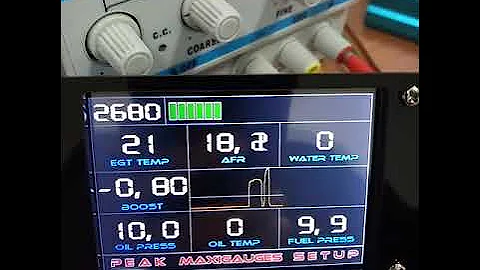 C.C.
COARSE
FINE
2680
21 18,2 0
EGT TEMP AFR WATER TEMP
-0,80
BOOST
10,0 0 9,9
OIL PRESS OIL TEMP FUEL PRESS
PEAK MAXIGAUGES SETUP